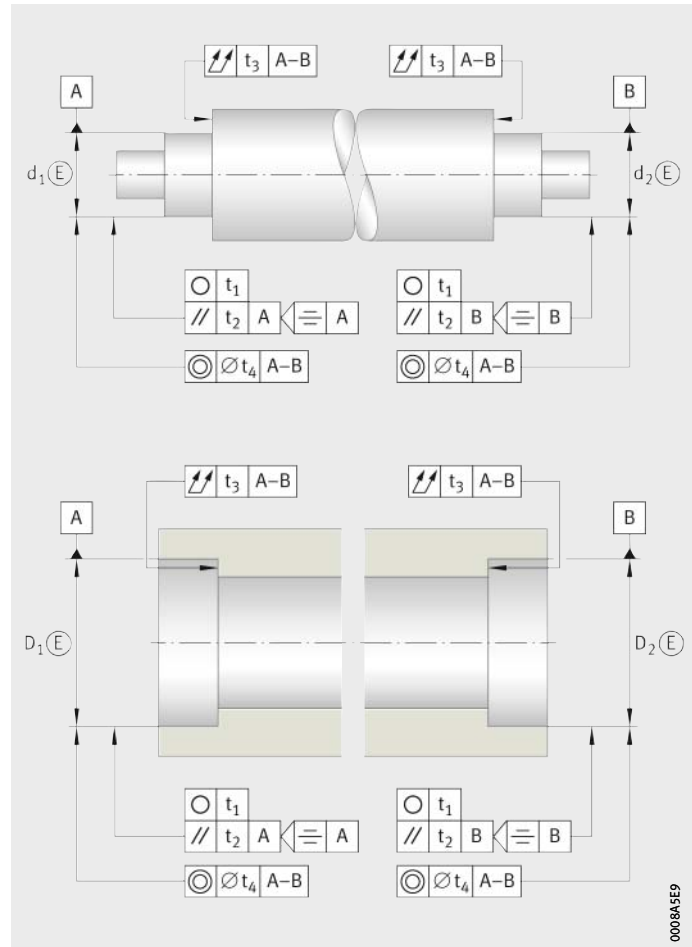 t3 A–B t3 A–B
A B
d1 Ⓔ d2 Ⓔ
○ t1 ○ t1
// t2 A ⌯ A // t2 B ⌯ B
◎ ∅t4 A–B ◎ ∅t4 A–B
t3 A–B t3 A–B
A B
D1 Ⓔ D2 Ⓔ
○ t1 ○ t1
// t2 A ⌯ A // t2 B ⌯ B
◎ ∅t4 A–B ◎ ∅t4 A–B
0008A5E9